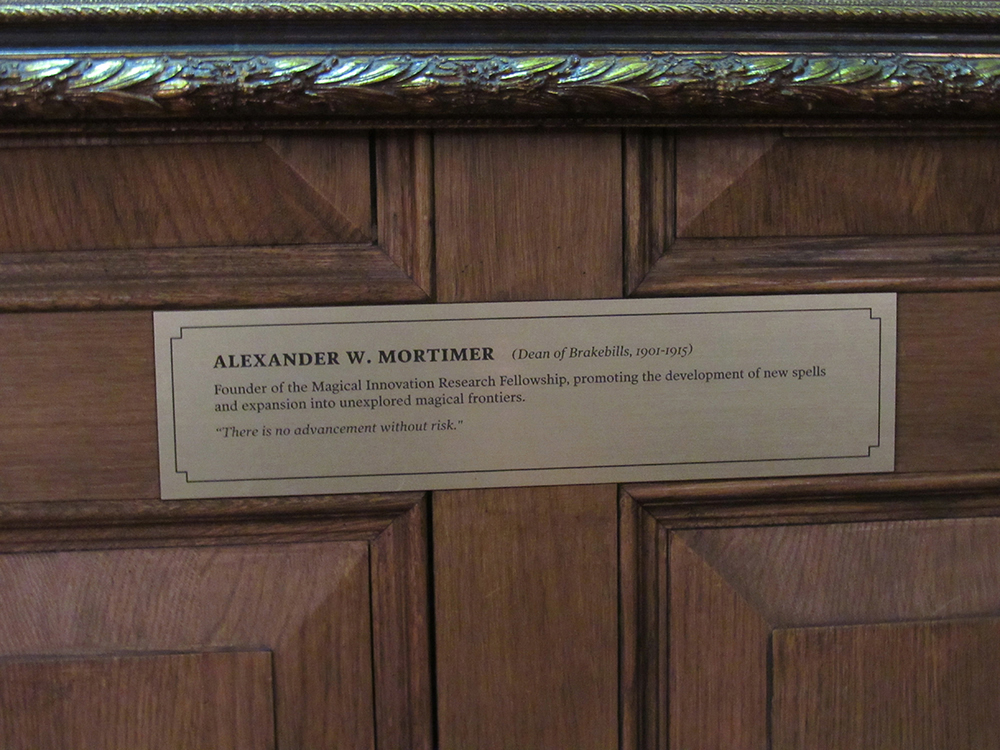 ALEXANDER W. MORTIMER (Dean of Brakebills, 1901-1915)
Founder of the Magical Innovation Research Fellowship, promoting the development of new spells
and expansion into unexplored magical frontiers.
“There is no advancement without risk.”